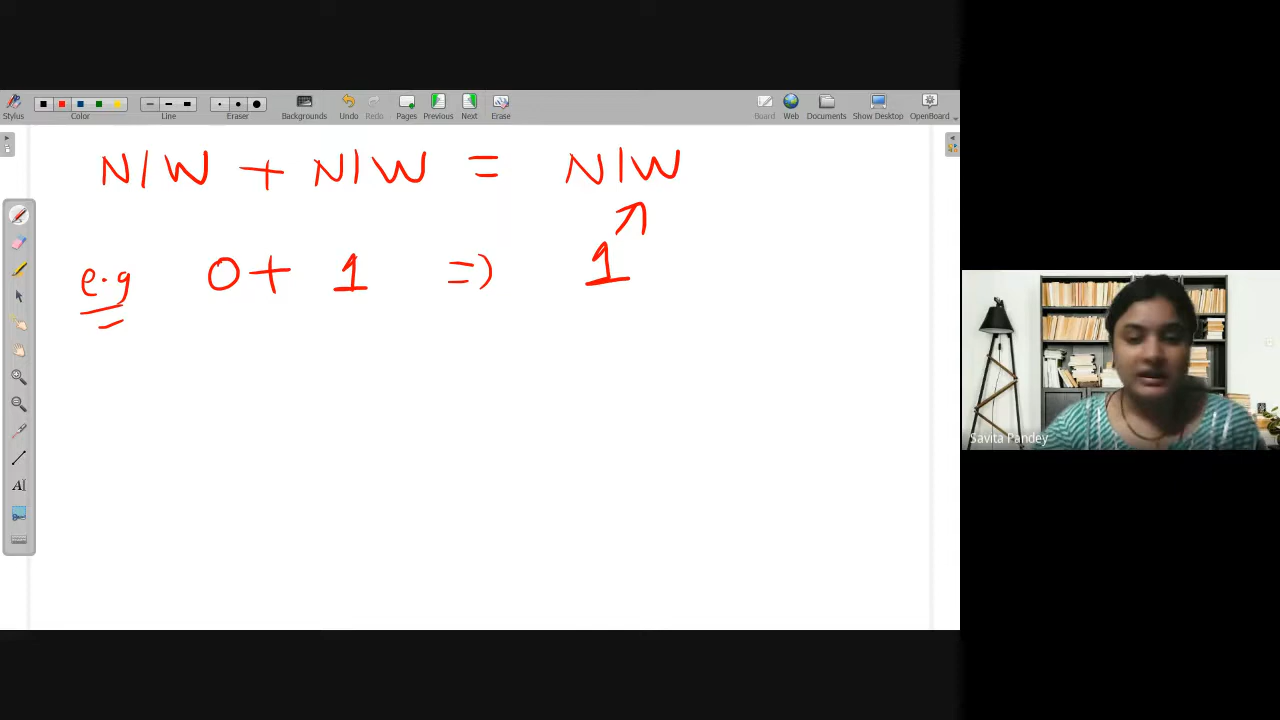 Stylus Color Line Eraser Backgrounds Undo Redo Pages Previous Next Erase Board Web Documents Show Desktop OpenBoard
N/W + N/W = N/W
e.g 0 + 1 => 1
Savita Pandey